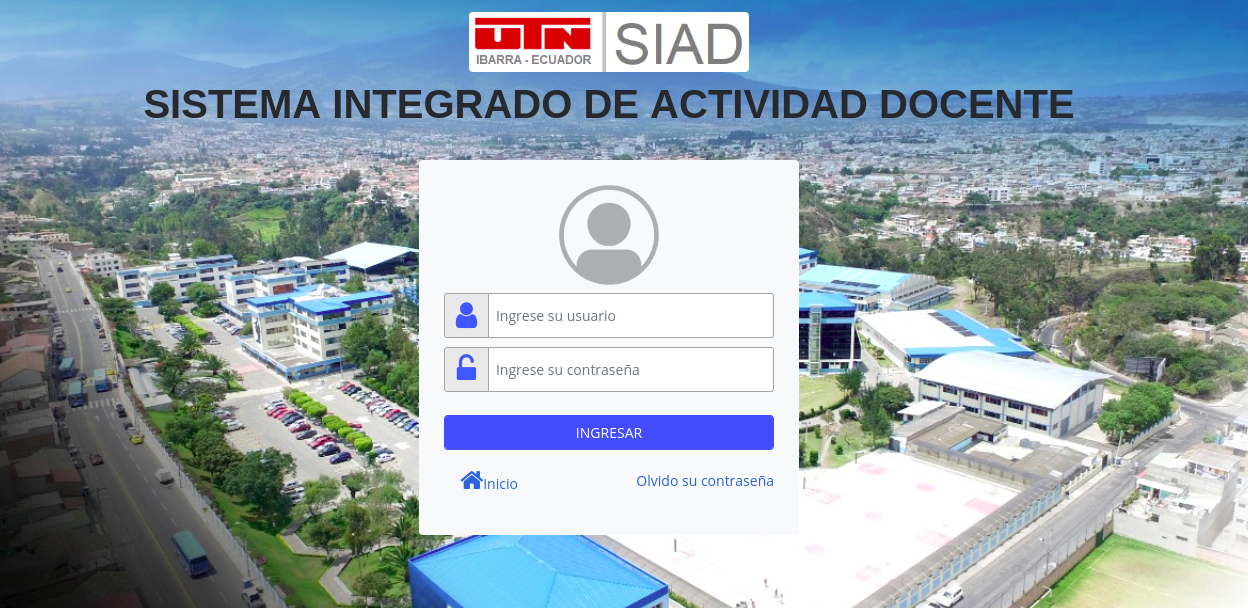 UTN
IBARRA - ECUADOR
SIAD
SISTEMA INTEGRADO DE ACTIVIDAD DOCENTE
Ingrese su usuario
Ingrese su contraseña
INGRESAR
Inicio
Olvido su contraseña